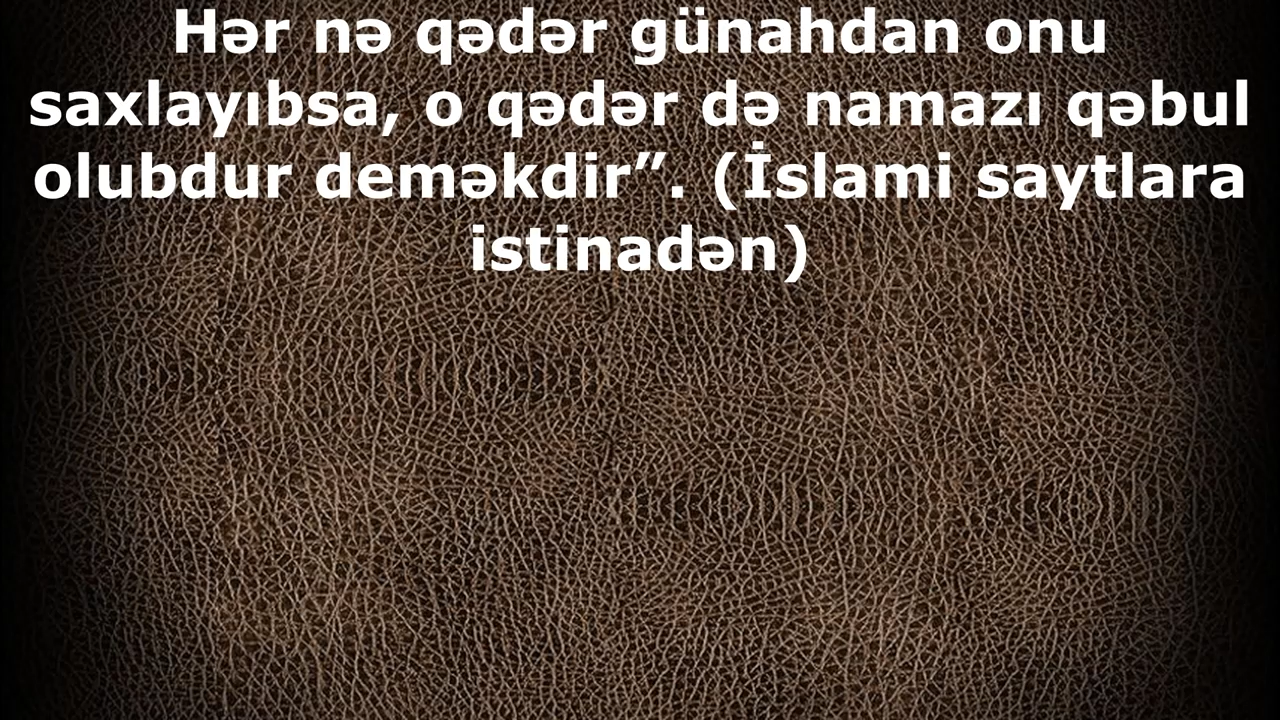 Hər nə qədər günahdan onu
saxlayıbsa, o qədər də namazı qəbul
olubdur deməkdir”. (İslami saytlara
istinadən)